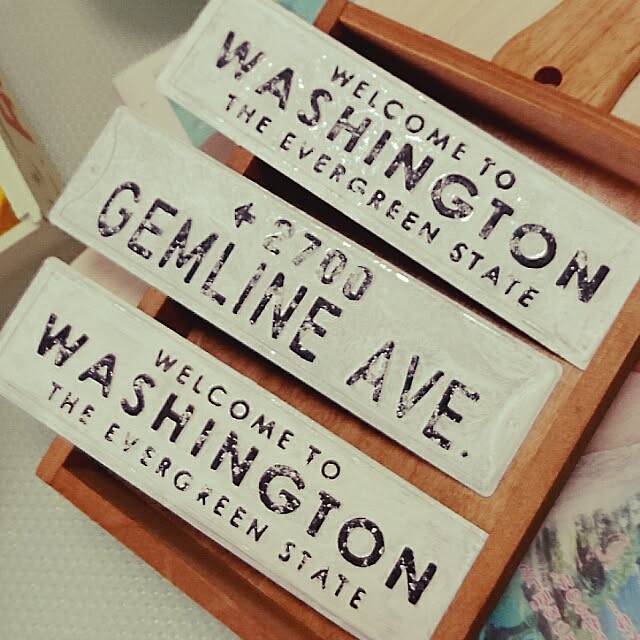 WELCOME TO
WASHINGTON
THE EVERGREEN STATE
← 2700
GEMLINE AVE.
WELCOME TO
WASHINGTON
THE EVERGREEN STATE